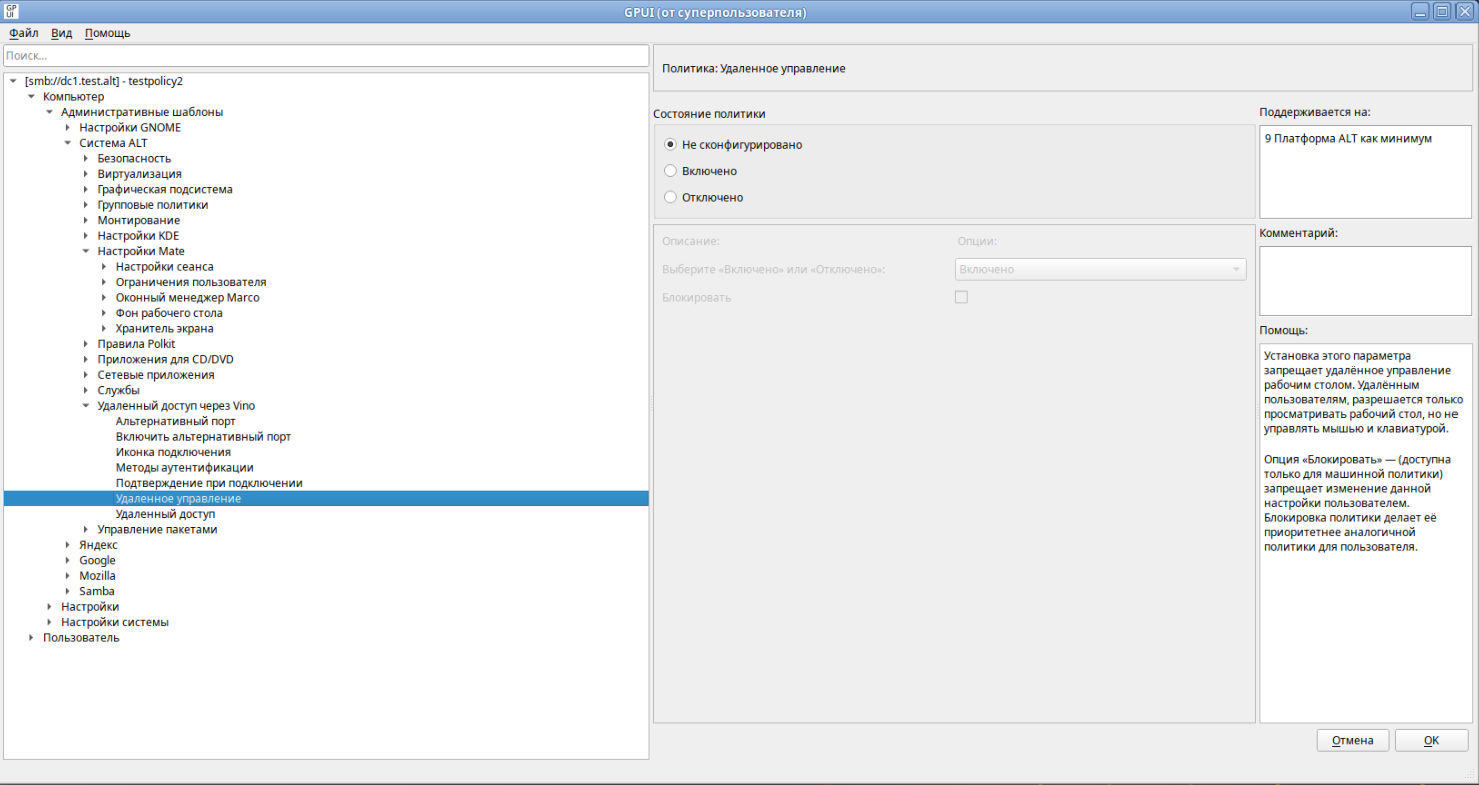 GP
UI
GPUI (от суперпользователя)
Файл Вид Помощь
Поиск...
[smb://dc1.test.alt] - testpolicy2
Компьютер
Административные шаблоны
Настройки GNOME
Система ALT
Безопасность
Виртуализация
Графическая подсистема
Групповые политики
Монтирование
Настройки KDE
Настройки Mate
Настройки сеанса
Ограничения пользователя
Оконный менеджер Marco
Фон рабочего стола
Хранитель экрана
Правила Polkit
Приложения для CD/DVD
Сетевые приложения
Службы
Удаленный доступ через Vino
Альтернативный порт
Включить альтернативный порт
Иконка подключения
Методы аутентификации
Подтверждение при подключении
Удаленное управление
Удаленный доступ
Управление пакетами
Яндекс
Google
Mozilla
Samba
Настройки
Настройки системы
Пользователь
Политика: Удаленное управление
Состояние политики
Не сконфигурировано
Включено
Отключено
Описание:
Опции:
Выберите «Включено» или «Отключено»:
Включено
Блокировать
Поддерживается на:
9 Платформа ALT как минимум
Комментарий:
Помощь:
Установка этого параметра
запрещает удалённое управление
рабочим столом. Удалённым
пользователям, разрешается только
просматривать рабочий стол, но не
управлять мышью и клавиатурой.
Опция «Блокировать» — (доступна
только для машинной политики)
запрещает изменение данной
настройки пользователем.
Блокировка политики делает её
приоритетнее аналогичной
политики для пользователя.
Отмена
OK